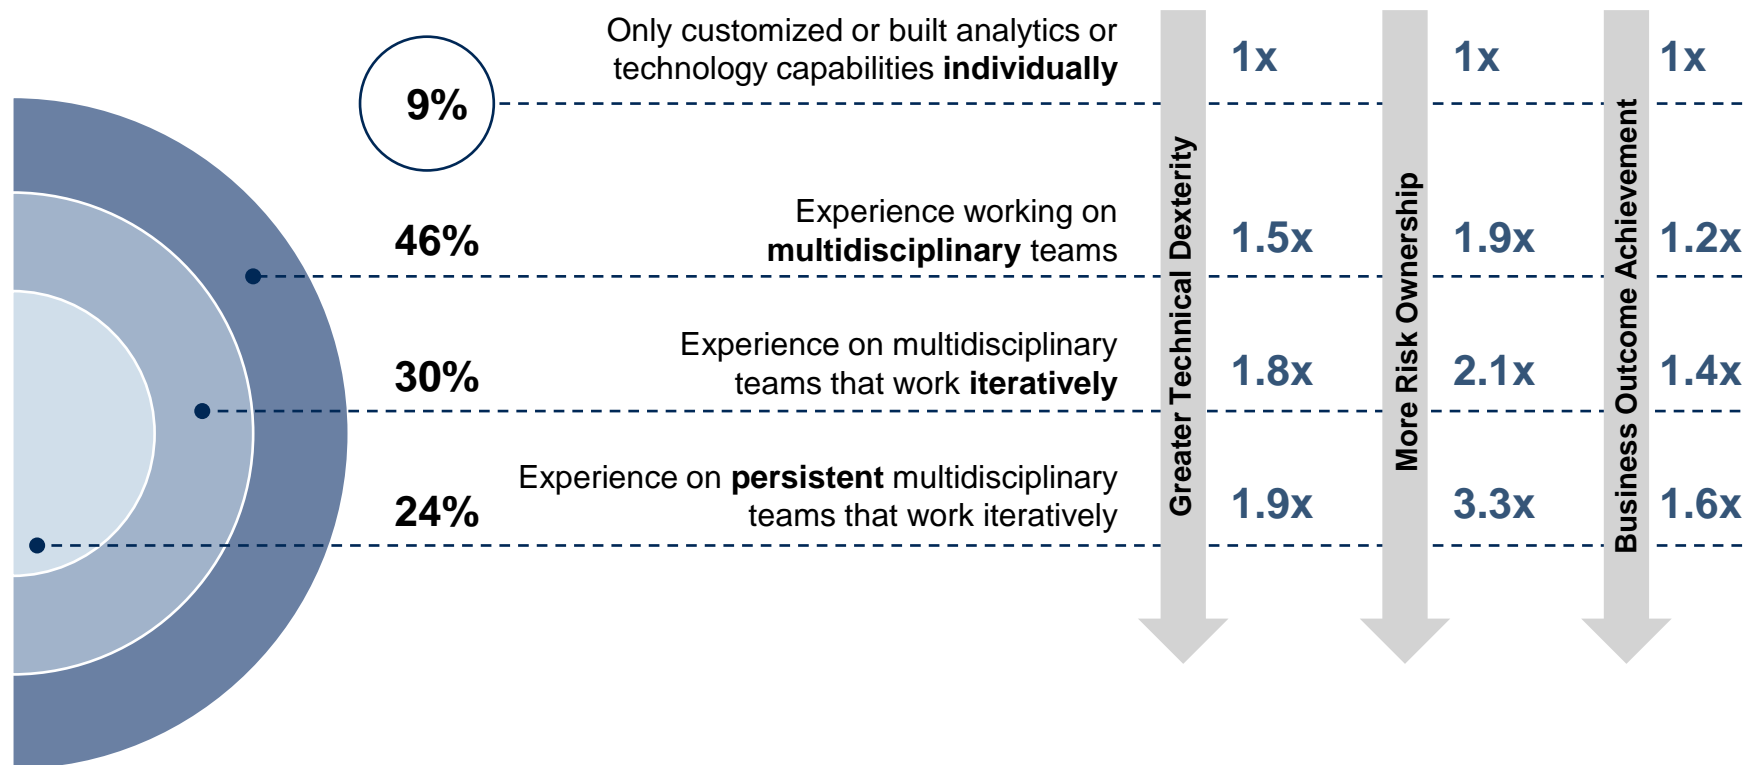 Only customized or built analytics or
technology capabilities individually
9%
1x
1x
1x
Experience working on
multidisciplinary teams
46%
1.5x
1.9x
1.2x
Experience on multidisciplinary
teams that work iteratively
30%
1.8x
2.1x
1.4x
Experience on persistent multidisciplinary
teams that work iteratively
24%
1.9x
3.3x
1.6x
Greater Technical Dexterity
More Risk Ownership
Business Outcome Achievement